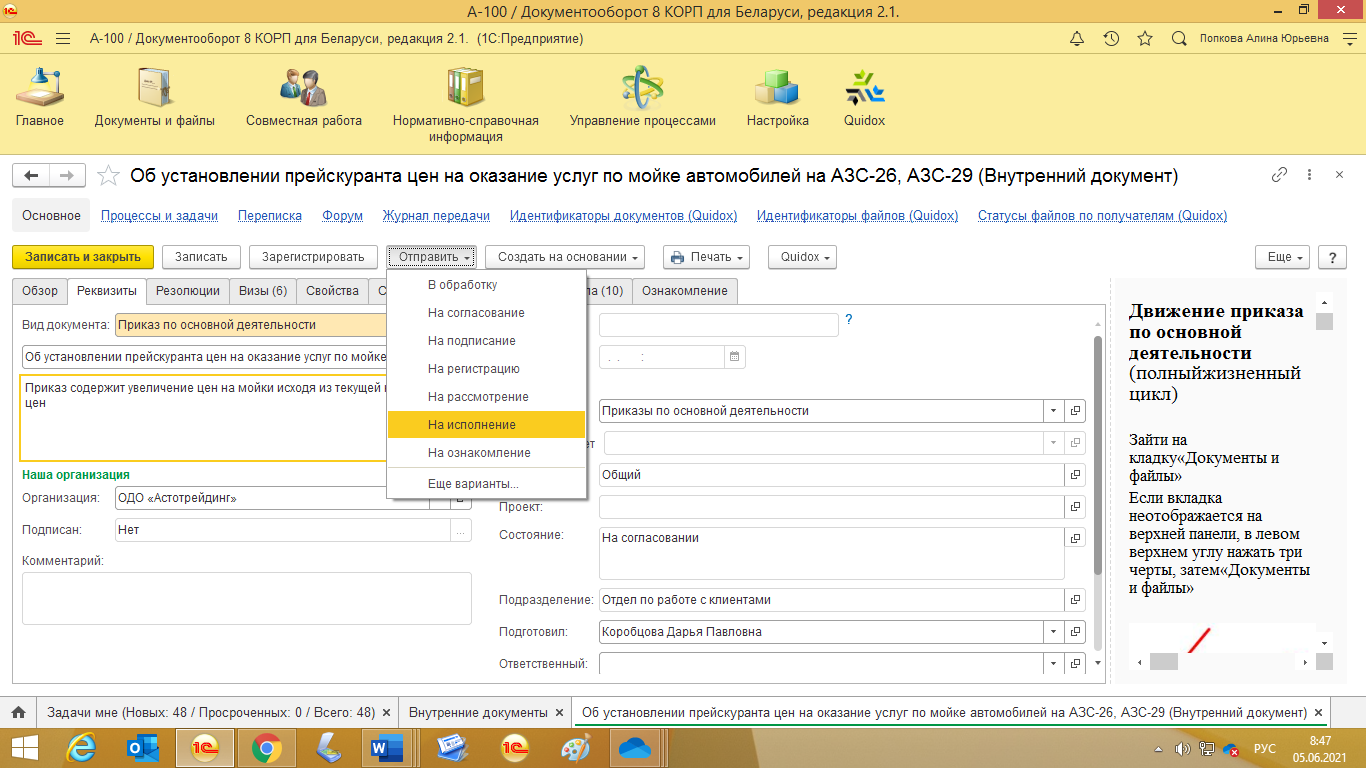 А-100 / Документооборот 8 КОРП для Беларуси, редакция 2.1.
А-100 / Документооборот 8 КОРП для Беларуси, редакция 2.1. (1С:Предприятие)
Попкова Алина Юрьевна
Главное
Документы и файлы
Совместная работа
Нормативно-справочная
информация
Управление процессами
Настройка
Quidox
Об установлении прейскуранта цен на оказание услуг по мойке автомобилей на АЗС-26, АЗС-29 (Внутренний документ)
Основное Процессы и задачи Переписка Форум Журнал передачи Идентификаторы документов (Quidox) Идентификаторы файлов (Quidox) Статусы файлов по получателям (Quidox)
Записать и закрыть Записать Зарегистрировать Отправить Создать на основании Печать Quidox Еще ?
Обзор Реквизиты Резолюции Визы (6) Свойства (10) Ознакомление
В обработку
На согласование
На подписание
На регистрацию
На рассмотрение
На исполнение
На ознакомление
Еще варианты...
Вид документа: Приказ по основной деятельности
?
Об установлении прейскуранта цен на оказание услуг по мойке
Приказ содержит увеличение цен на мойки исходя из текущей
цен
Приказы по основной деятельности
Наша организация
Общий
Организация: ОДО «Астотрейдинг»
Проект:
Подписан: Нет
Состояние: На согласовании
Комментарий:
Подразделение: Отдел по работе с клиентами
Подготовил: Коробцова Дарья Павловна
Ответственный:
Движение приказа
по основной
деятельности
(полныйжизненный
цикл)
Зайти на
кладку«Документы и
файлы»
Если вкладка
неотображается на
верхней панели, в левом
верхнем углу нажать три
черты, затем«Документы
и файлы»
Задачи мне (Новых: 48 / Просроченных: 0 / Всего: 48) Внутренние документы Об установлении прейскуранта цен на оказание услуг по мойке автомобилей на АЗС-26, АЗС-29 (Внутренний документ)
РУС
8:47
05.06.2021